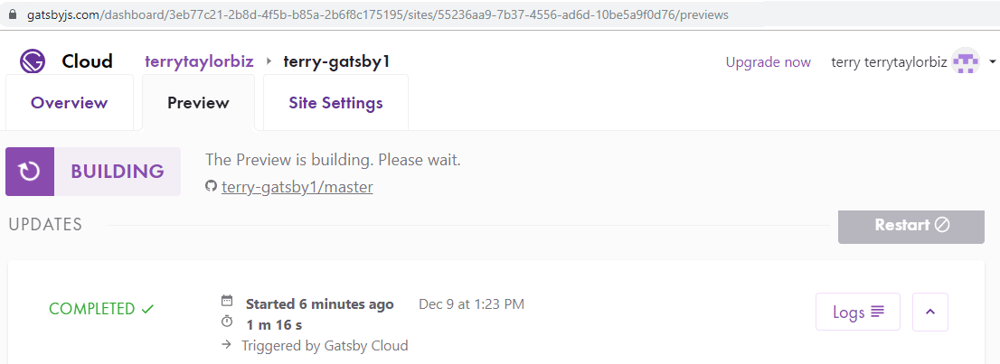 gatsbyjs.com/dashboard/3eb77c21-2b8d-4f5b-b85a-2b6f8c175195/sites/55236aa9-7b37-4556-ad6d-10be5a9f0d76/previews
Cloud terrytaylorbiz ▸ terry-gatsby1 Upgrade now terry terrytaylorbiz
Overview Preview Site Settings
BUILDING
The Preview is building. Please wait.
terry-gatsby1/master
UPDATES Restart
COMPLETED
Started 6 minutes ago Dec 9 at 1:23 PM
1 m 16 s
Triggered by Gatsby Cloud
Logs